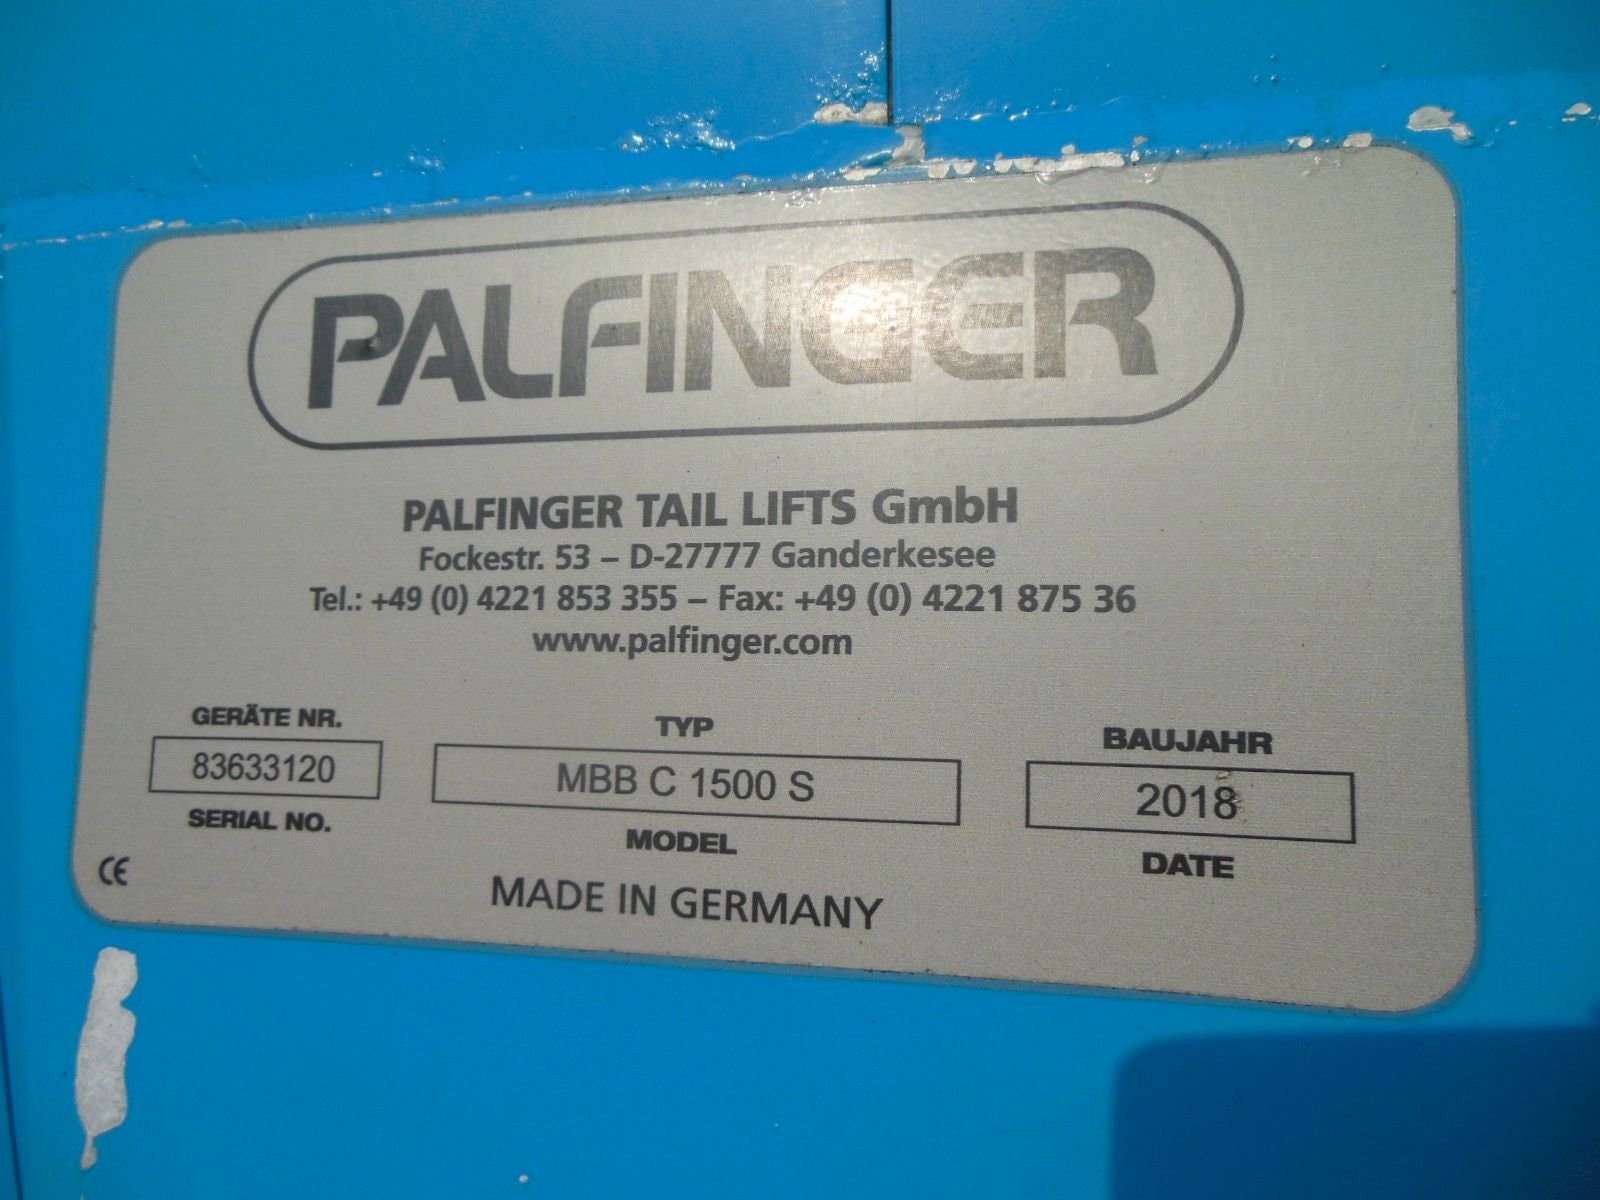 PALFINGER
PALFINGER TAIL LIFTS GmbH
Fockestr. 53 – D-27777 Ganderkesee
Tel.: +49 (0) 4221 853 355 – Fax: +49 (0) 4221 875 36
www.palfinger.com
GERÄTE NR. TYP BAUJAHR
83633120 MBB C 1500 S 2018
SERIAL NO. MODEL DATE
CE MADE IN GERMANY